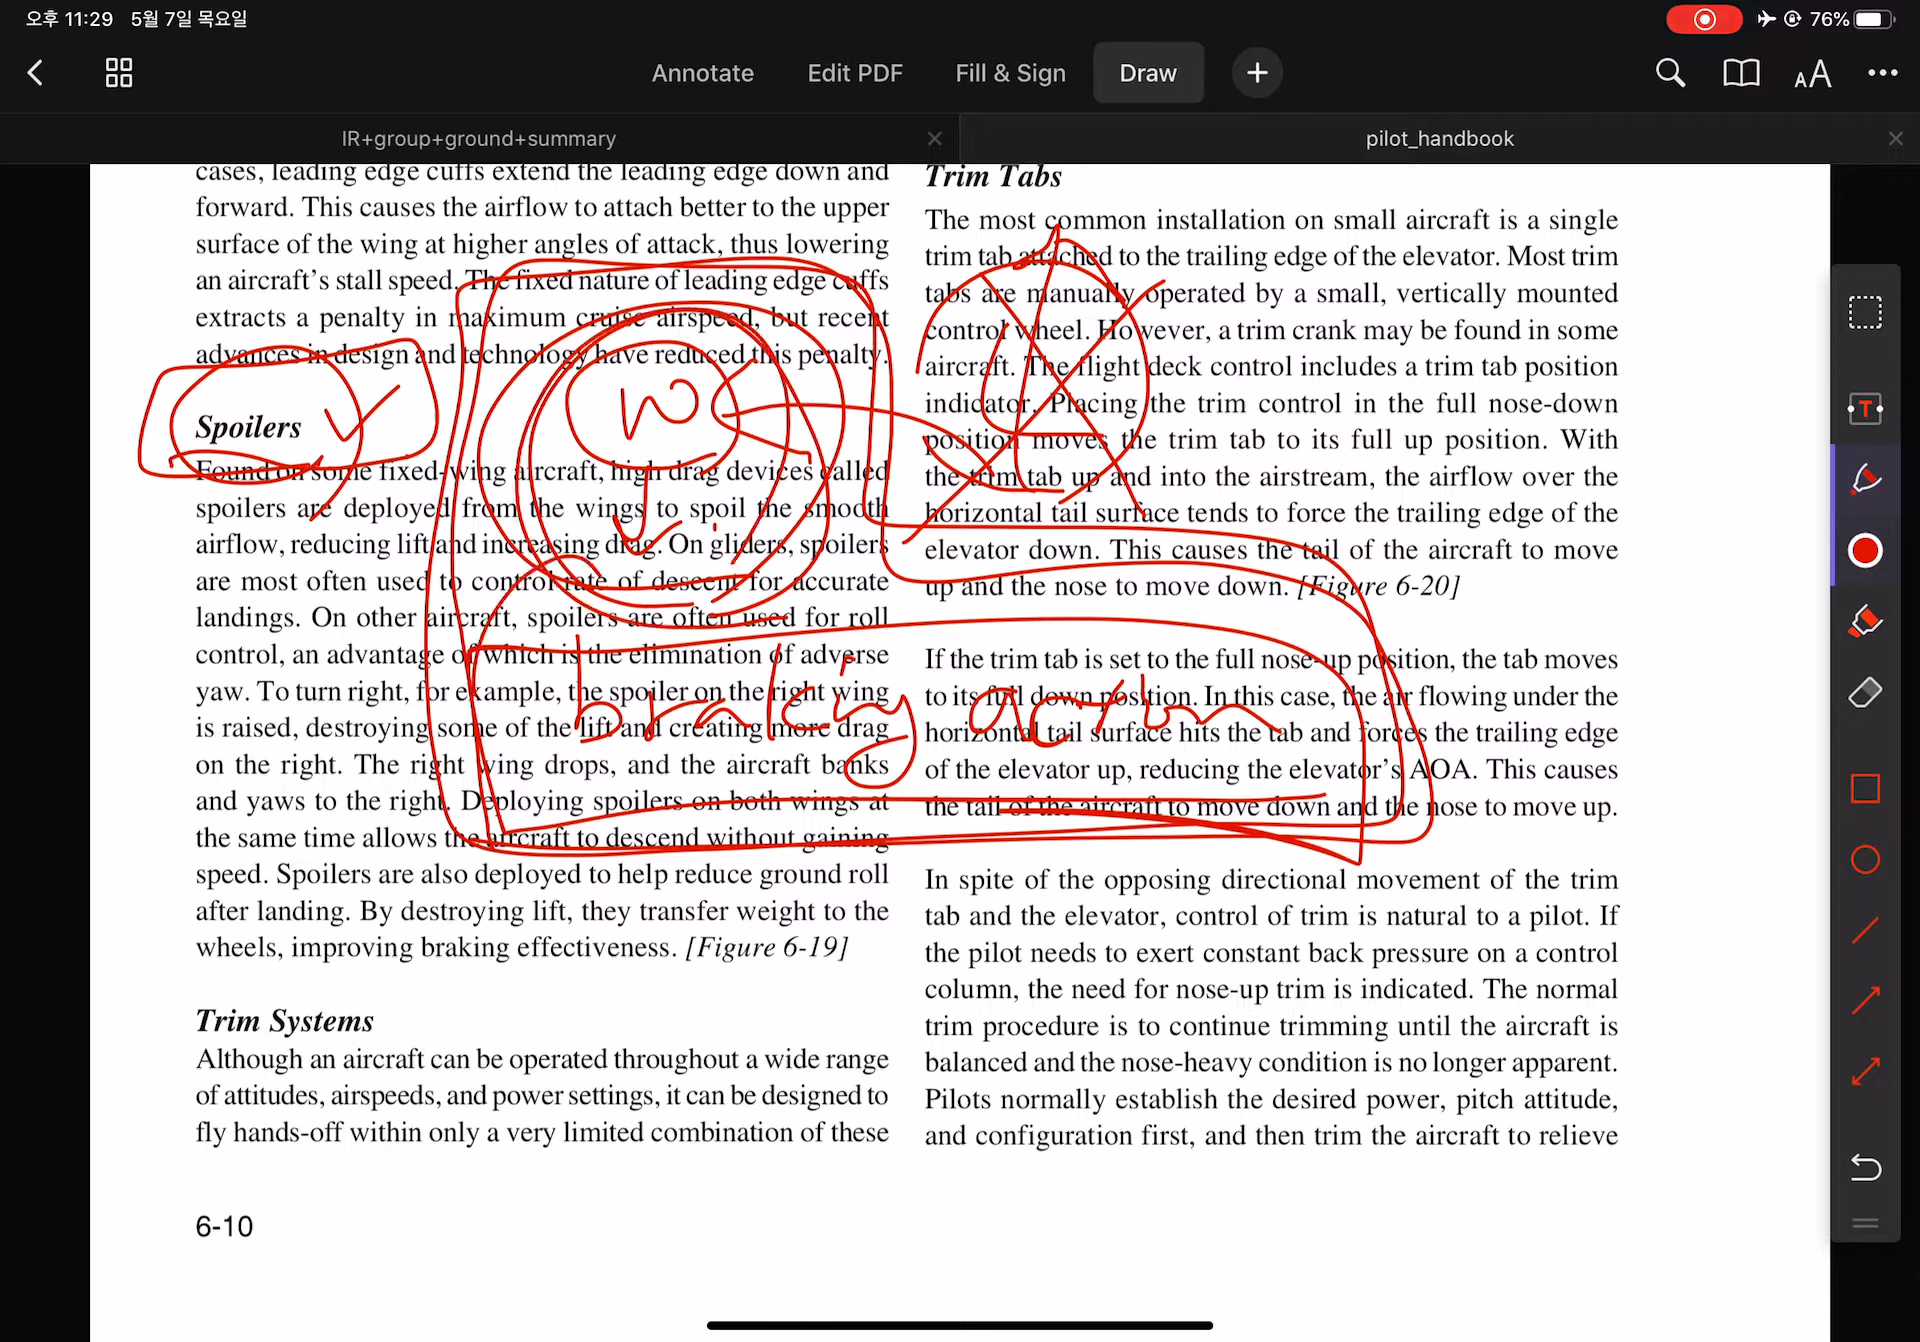 오후 11:29 5월 7일 목요일
76%
Annotate Edit PDF Fill & Sign Draw +
AA
IR+group+ground+summary
pilot_handbook
cases, leading edge cuffs extend the leading edge down and
forward. This causes the airflow to attach better to the upper
surface of the wing at higher angles of attack, thus lowering
an aircraft's stall speed. The fixed nature of leading edge cuffs
extracts a penalty in maximum cruise airspeed, but recent
advances in design and technology have reduced this penalty.
Spoilers
Found on some fixed-wing aircraft, high drag devices called
spoilers are deployed from the wings to spoil the smooth
airflow, reducing lift and increasing drag. On gliders, spoilers
are most often used to control rate of descent for accurate
landings. On other aircraft, spoilers are often used for roll
control, an advantage of which is the elimination of adverse
yaw. To turn right, for example, the spoiler on the right wing
is raised, destroying some of the lift and creating more drag
on the right. The right wing drops, and the aircraft banks
and yaws to the right. Deploying spoilers on both wings at
the same time allows the aircraft to descend without gaining
speed. Spoilers are also deployed to help reduce ground roll
after landing. By destroying lift, they transfer weight to the
wheels, improving braking effectiveness. [Figure 6-19]
Trim Systems
Although an aircraft can be operated throughout a wide range
of attitudes, airspeeds, and power settings, it can be designed to
fly hands-off within only a very limited combination of these
6-10
Trim Tabs
The most common installation on small aircraft is a single
trim tab attached to the trailing edge of the elevator. Most trim
tabs are manually operated by a small, vertically mounted
control wheel. However, a trim crank may be found in some
aircraft. The flight deck control includes a trim tab position
indicator. Placing the trim control in the full nose-down
position moves the trim tab to its full up position. With
the trim tab up and into the airstream, the airflow over the
horizontal tail surface tends to force the trailing edge of the
elevator down. This causes the tail of the aircraft to move
up and the nose to move down. [Figure 6-20]
If the trim tab is set to the full nose-up position, the tab moves
to its full down position. In this case, the air flowing under the
horizontal tail surface hits the tab and forces the trailing edge
of the elevator up, reducing the elevator's AOA. This causes
the tail of the aircraft to move down and the nose to move up.
In spite of the opposing directional movement of the trim
tab and the elevator, control of trim is natural to a pilot. If
the pilot needs to exert constant back pressure on a control
column, the need for nose-up trim is indicated. The normal
trim procedure is to continue trimming until the aircraft is
balanced and the nose-heavy condition is no longer apparent.
Pilots normally establish the desired power, pitch attitude,
and configuration first, and then trim the aircraft to relieve
braking action
T